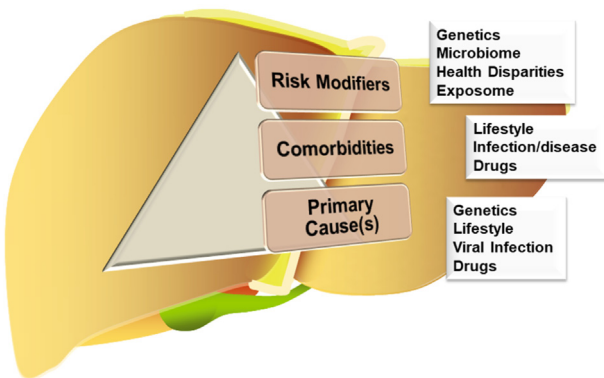 Risk Modifiers
Genetics
Microbiome
Health Disparities
Exposome
Comorbidities
Lifestyle
Infection/disease
Drugs
Primary
Cause(s)
Genetics
Lifestyle
Viral Infection
Drugs